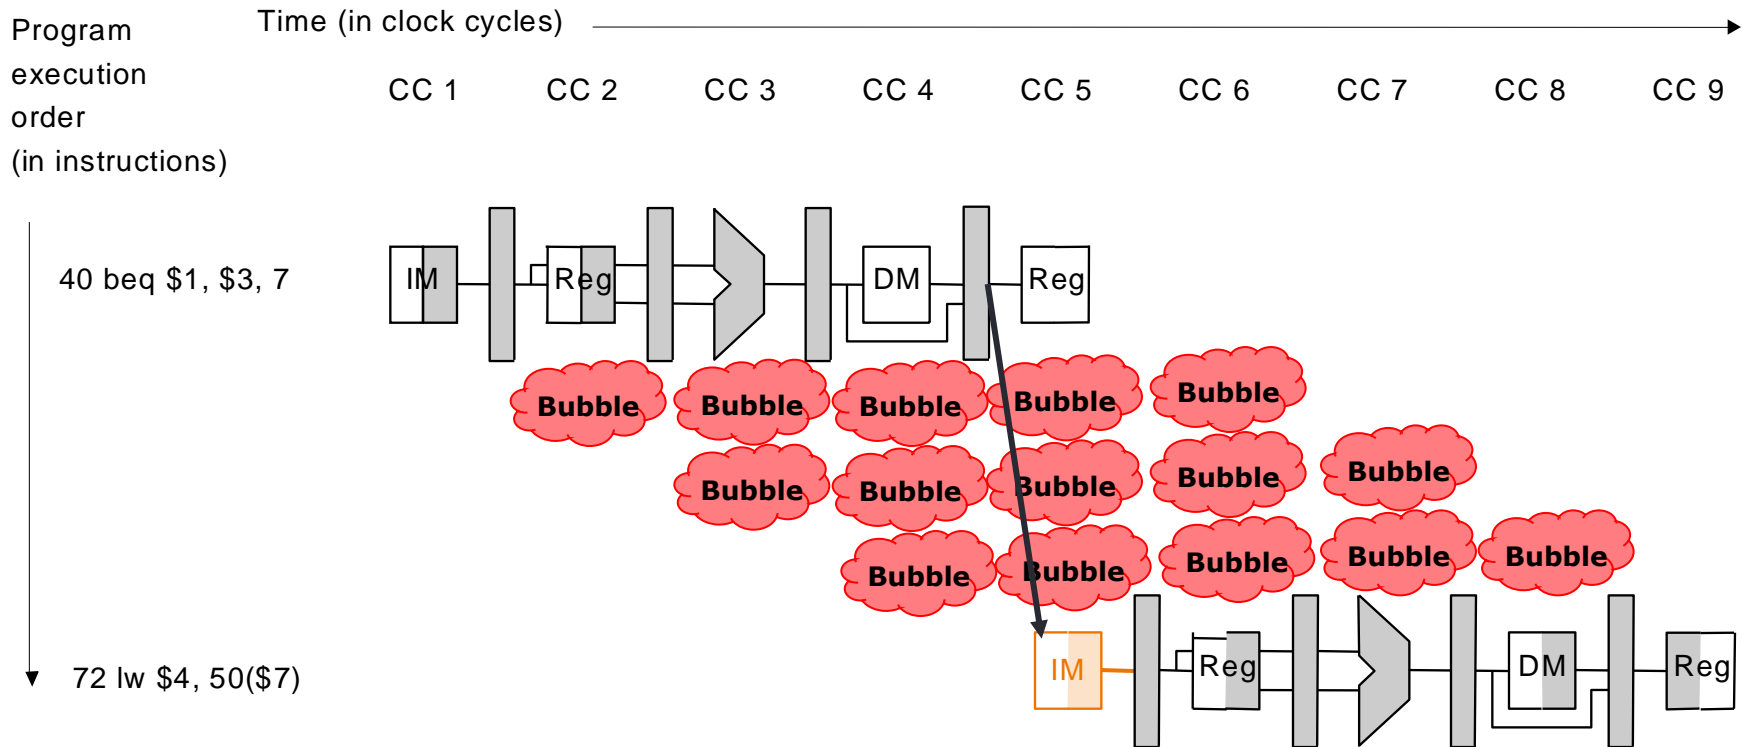 Program
execution
order
(in instructions)
Time (in clock cycles)
CC 1 CC 2 CC 3 CC 4 CC 5 CC 6 CC 7 CC 8 CC 9
40 beq $1, $3, 7
IM Reg DM Reg
Bubble Bubble Bubble Bubble Bubble
Bubble Bubble Bubble Bubble Bubble
Bubble Bubble Bubble Bubble Bubble
72 lw $4, 50($7)
IM Reg DM Reg